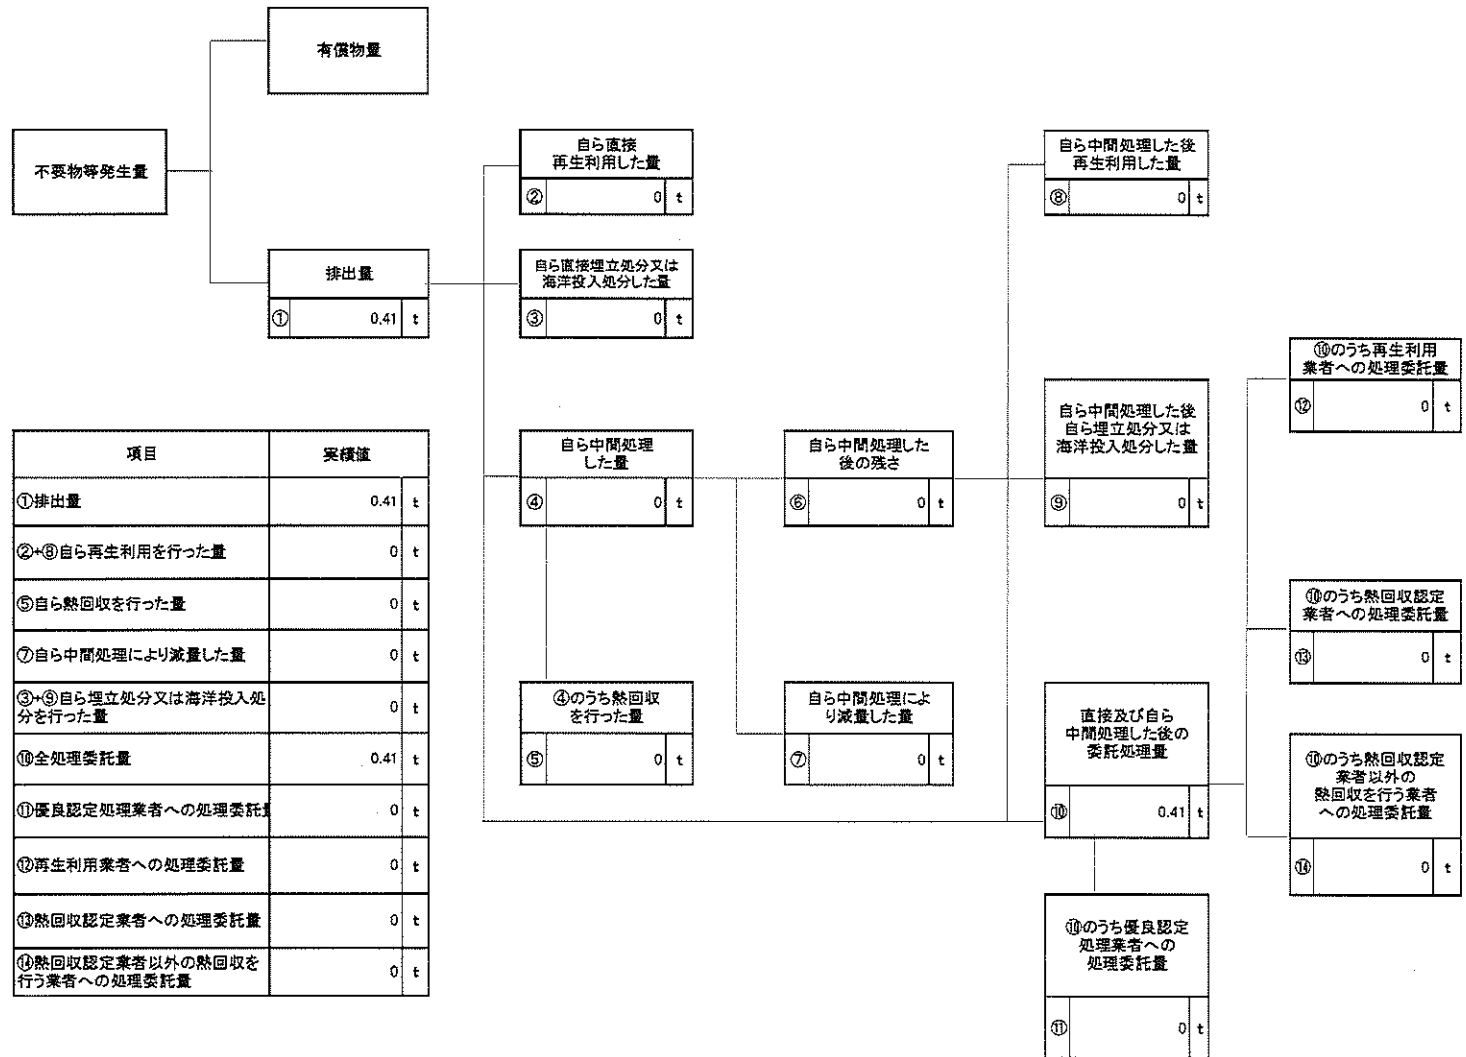 有償物量
不要物等発生量
排出量
① 0.41 t
自ら直接
再生利用した量
② 0 t
自ら直接埋立処分又は
海洋投入処分した量
③ 0 t
自ら中間処理
した量
④ 0 t
④のうち熱回収
を行った量
⑤ 0 t
自ら中間処理した
後の残さ
⑥ 0 t
自ら中間処理によ
り減量した量
⑦ 0 t
自ら中間処理した後
再生利用した量
⑧ 0 t
自ら中間処理した後
自ら埋立処分又は
海洋投入処分した量
⑨ 0 t
直接及び自ら
中間処理した後の
委託処理量
⑩ 0.41 t
⑩のうち優良認定
処理業者への
処理委託量
⑪ 0 t
⑩のうち再生利用
業者への処理委託量
⑫ 0 t
⑩のうち熱回収認定
業者への処理委託量
⑬ 0 t
⑩のうち熱回収認定
業者以外の
熱回収を行う業者
への処理委託量
⑭ 0 t
項目 実績値
①排出量 0.41 t
②+⑧自ら再生利用を行った量 0 t
⑤自ら熱回収を行った量 0 t
⑦自ら中間処理により減量した量 0 t
③+⑨自ら埋立処分又は海洋投入処
分を行った量 0 t
⑩全処理委託量 0.41 t
⑪優良認定処理業者への処理委託量 0 t
⑫再生利用業者への処理委託量 0 t
⑬熱回収認定業者への処理委託量 0 t
⑭熱回収認定業者以外の熱回収を
行う業者への処理委託量 0 t